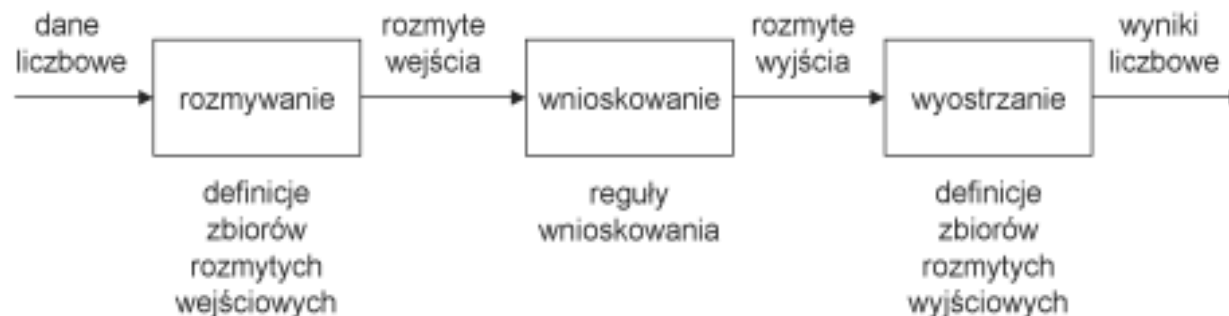 dane
liczbowe
rozmyte
wejścia
rozmyte
wyjścia
wyniki
liczbowe
rozmywanie
wnioskowanie
wyostrzanie
definicje
zbiorów
rozmytych
wejściowych
reguły
wnioskowania
definicje
zbiorów
rozmytych
wyjściowych